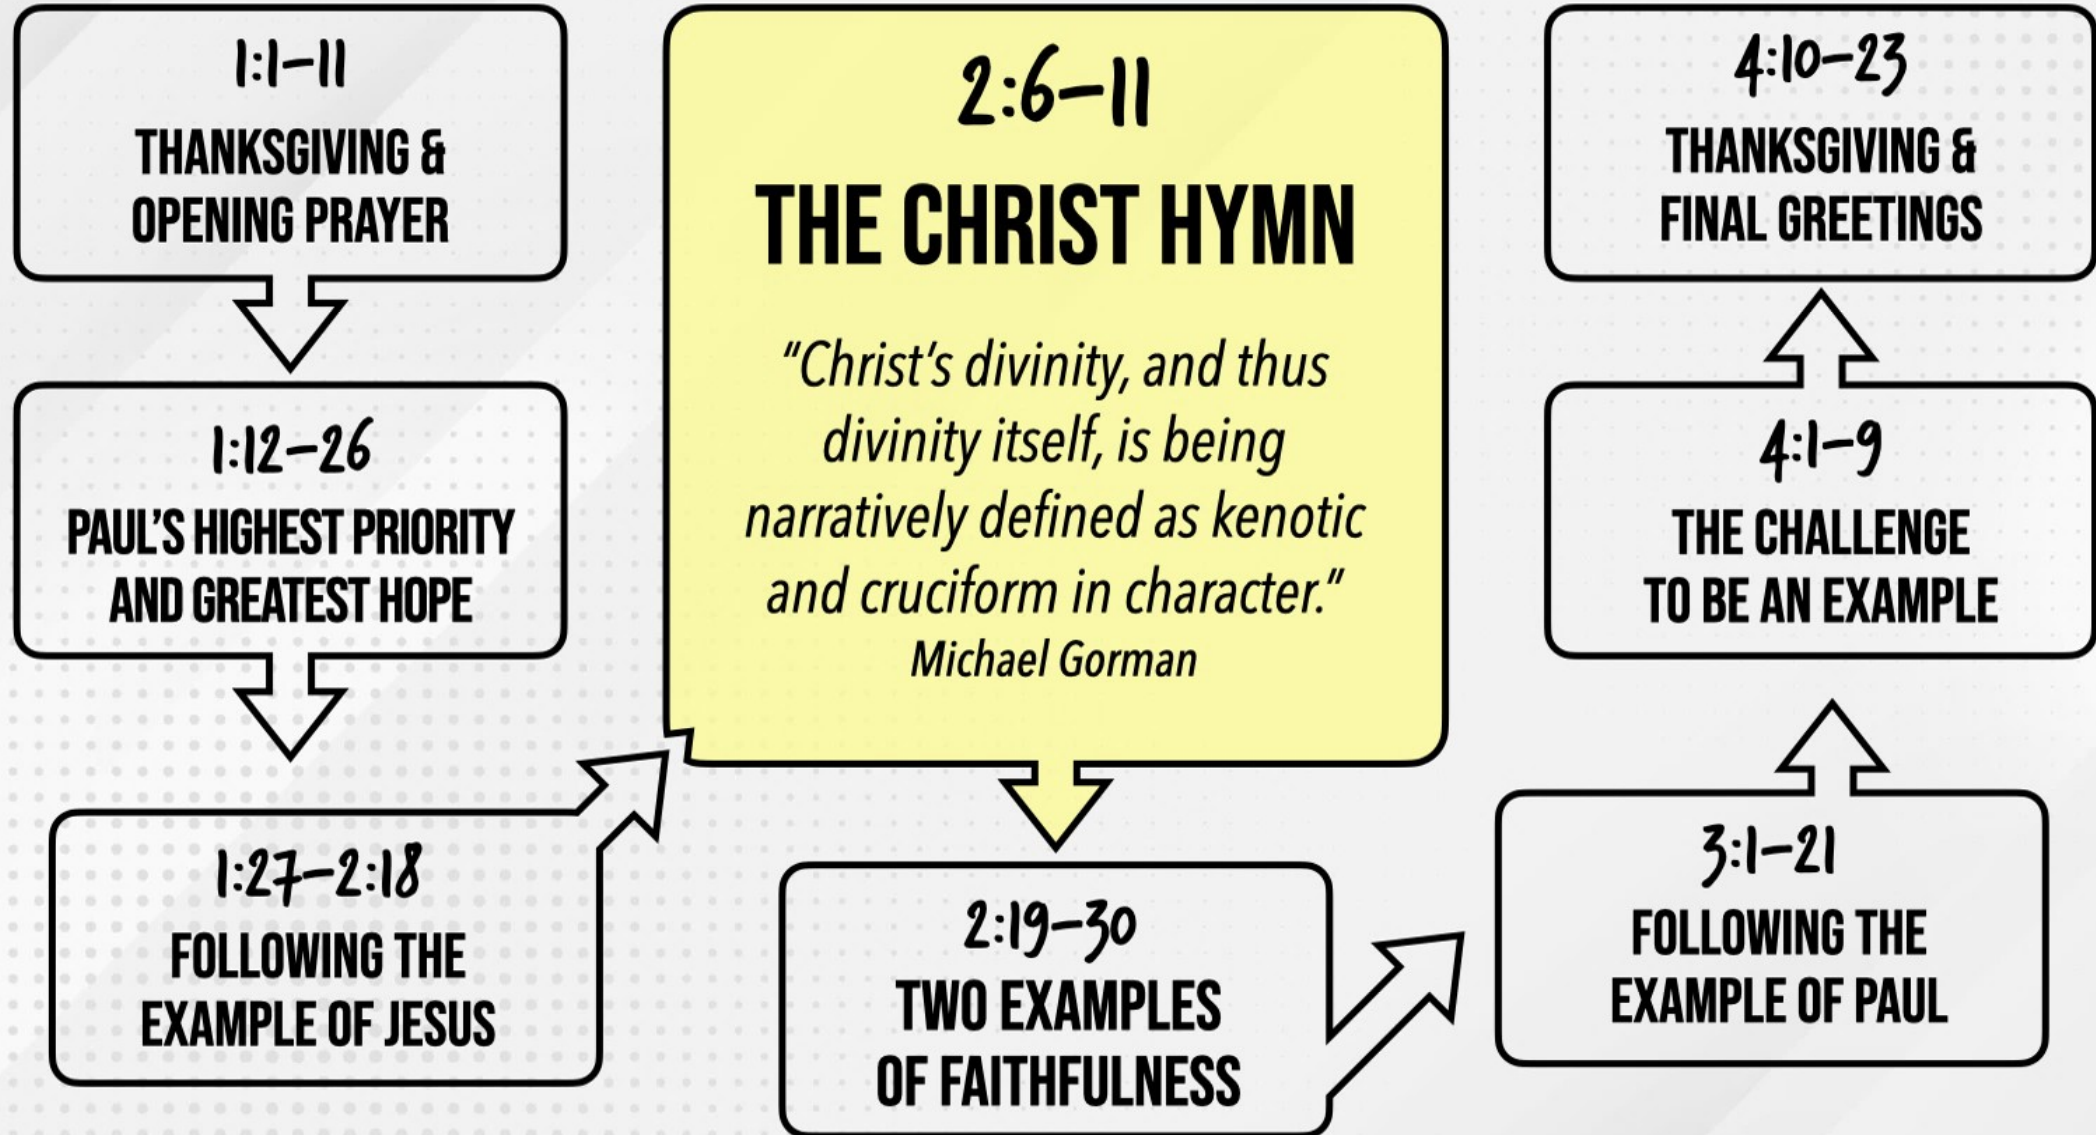 1:1–11
THANKSGIVING &
OPENING PRAYER
1:12–26
PAUL'S HIGHEST PRIORITY
AND GREATEST HOPE
1:27–2:18
FOLLOWING THE
EXAMPLE OF JESUS
2:6–11
THE CHRIST HYMN
"Christ's divinity, and thus
divinity itself, is being
narratively defined as kenotic
and cruciform in character."
Michael Gorman
2:19–30
TWO EXAMPLES
OF FAITHFULNESS
3:1–21
FOLLOWING THE
EXAMPLE OF PAUL
4:1–9
THE CHALLENGE
TO BE AN EXAMPLE
4:10–23
THANKSGIVING &
FINAL GREETINGS